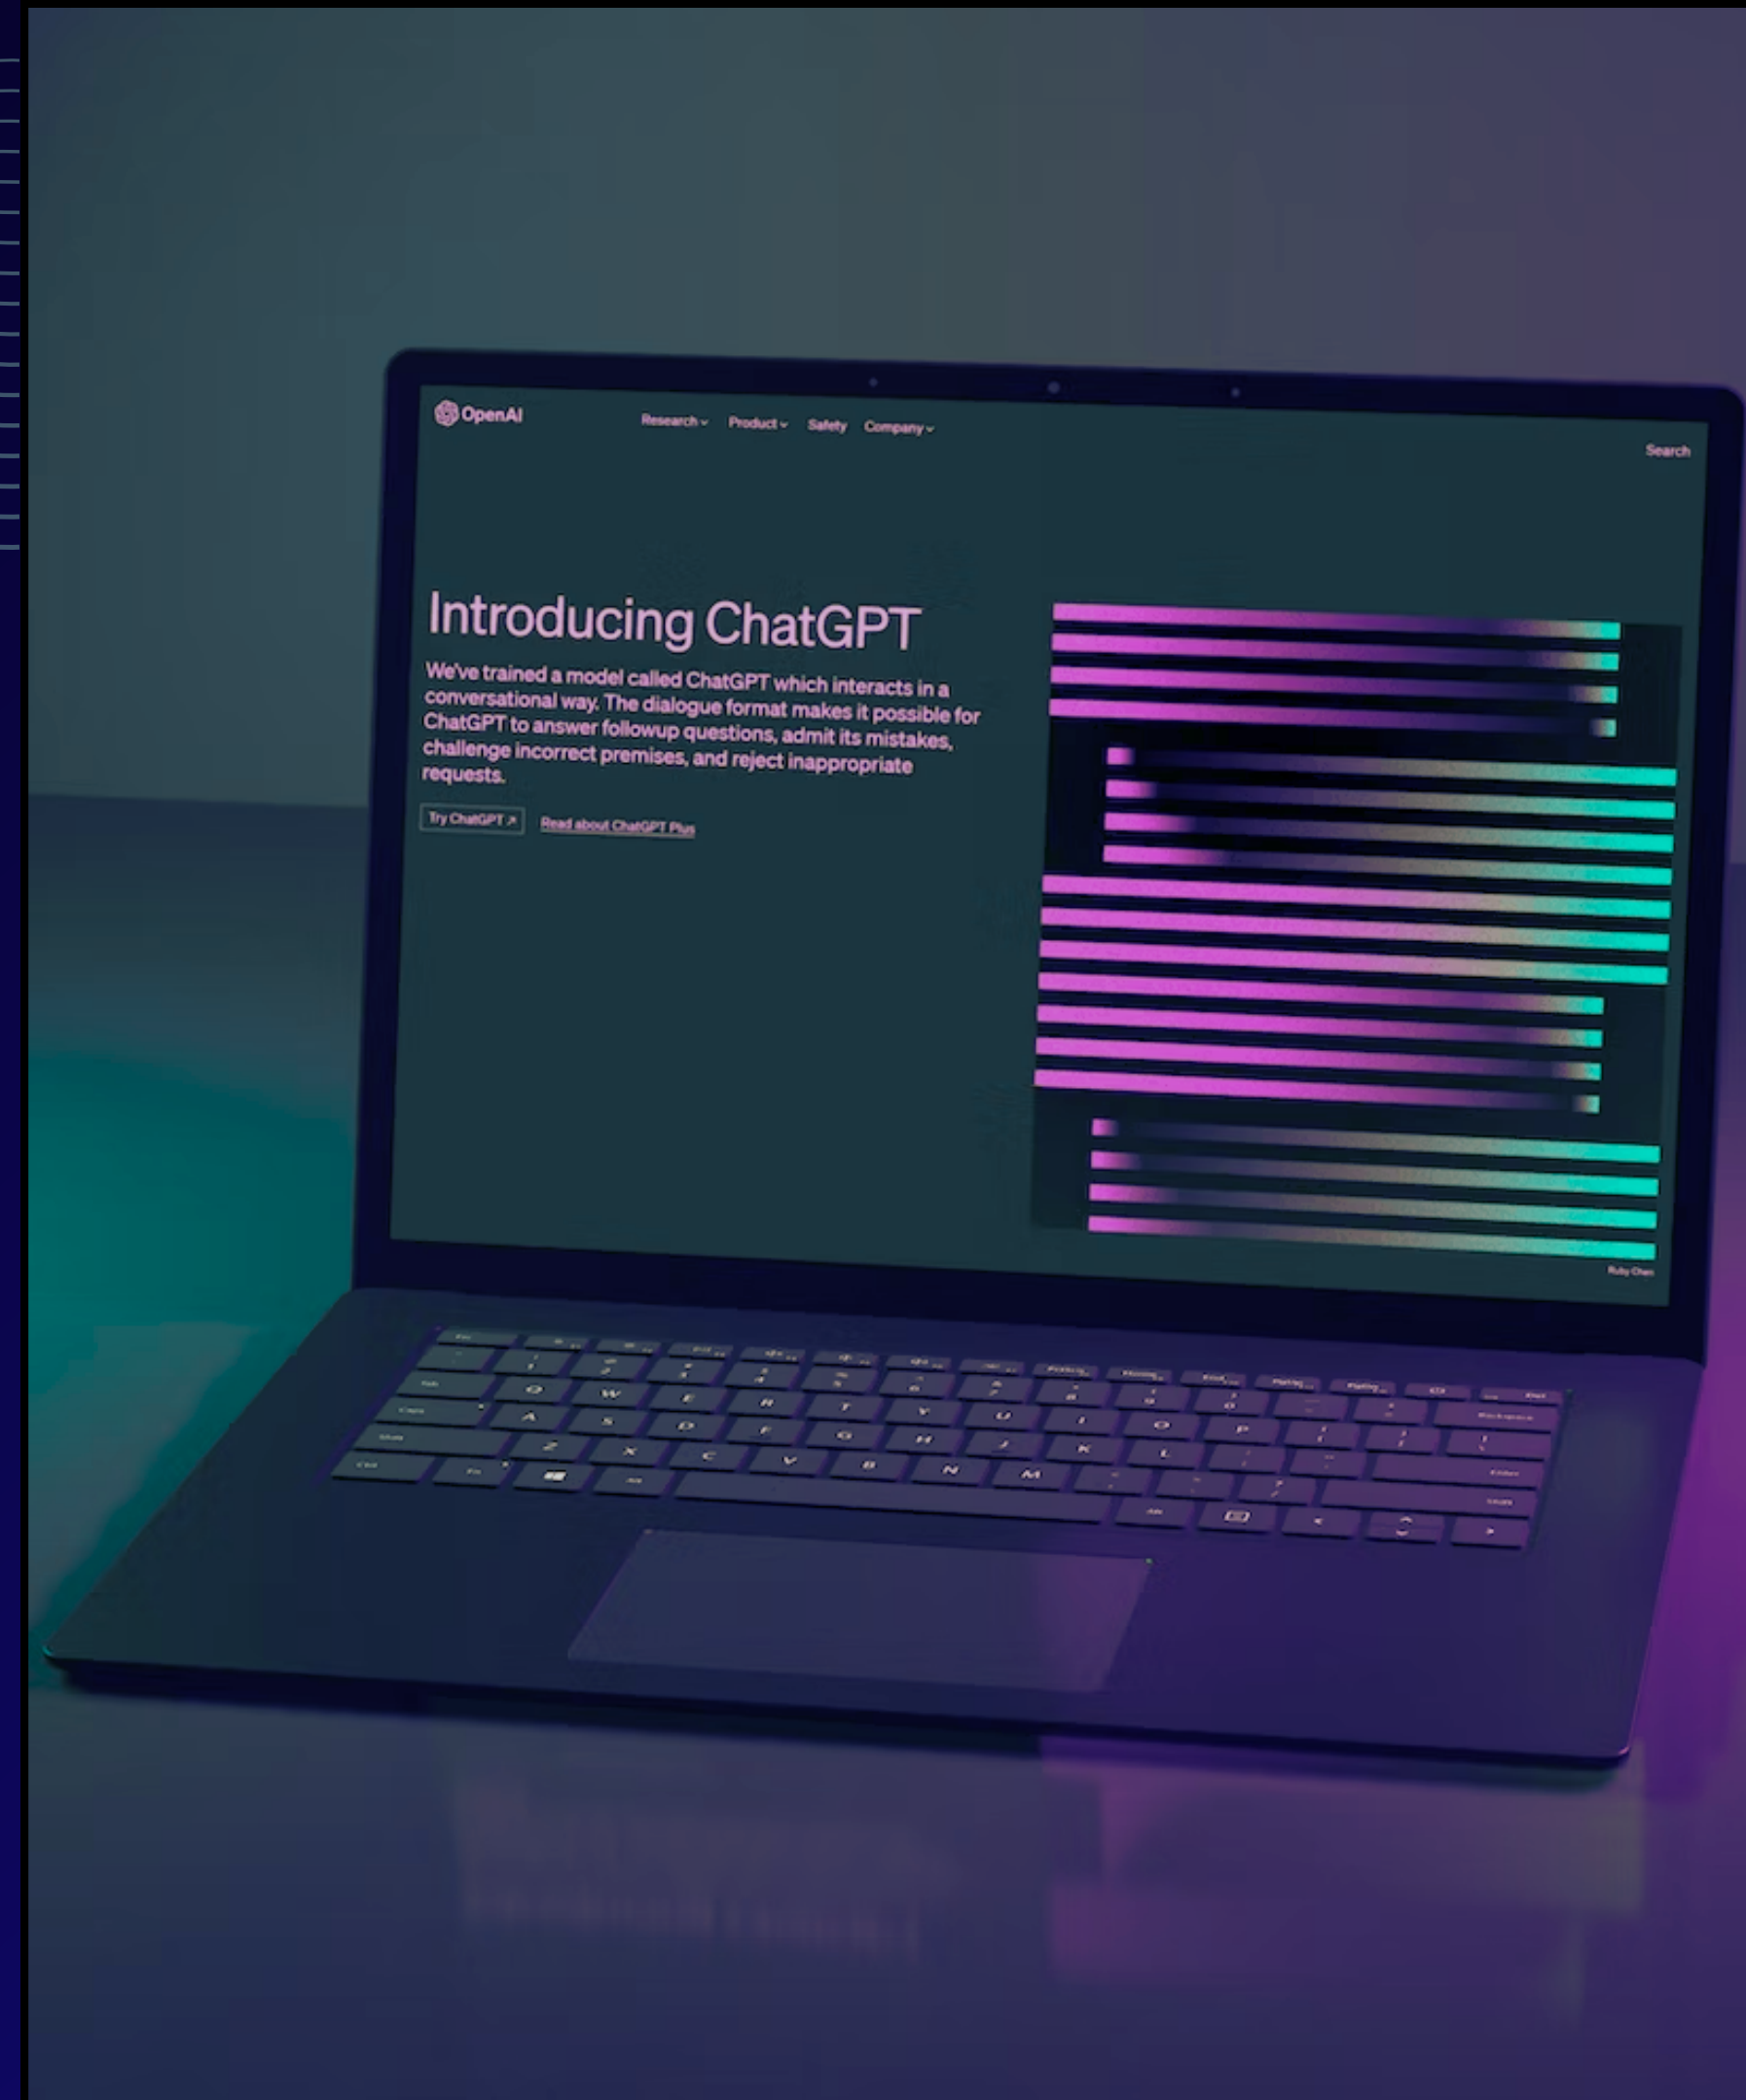 OpenAI
Research Product Safety Company
Search
Introducing ChatGPT
We've trained a model called ChatGPT which interacts in a
conversational way. The dialogue format makes it possible for
ChatGPT to answer followup questions, admit its mistakes,
challenge incorrect premises, and reject inappropriate
requests.
Try ChatGPT ↗ Read about ChatGPT Plus
Ruby Chen
Q W E R T Y U I O P
A S D F G H J K L
Z X C V B N M